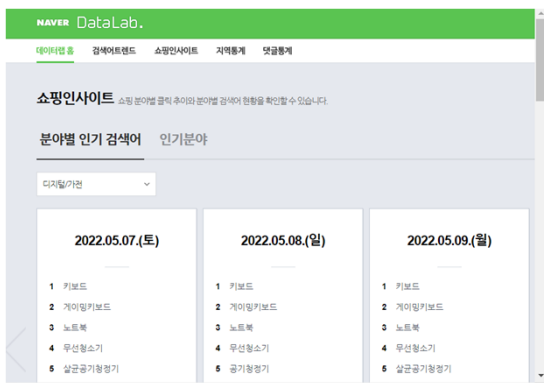 NAVER DataLab.
데이터랩 홈 검색어트렌드 쇼핑인사이트 지역통계 댓글통계
쇼핑인사이트 쇼핑 분야별 클릭 추이와 분야별 검색어 현황을 확인할 수 있습니다.
분야별 인기 검색어 인기분야
디지털/가전
2022.05.07.(토)
1 키보드
2 게이밍키보드
3 노트북
4 무선청소기
5 살균공기청정기
2022.05.08.(일)
1 키보드
2 게이밍키보드
3 노트북
4 무선청소기
5 공기청정기
2022.05.09.(월)
1 키보드
2 게이밍키보드
3 노트북
4 무선청소기
5 살균공기청정기